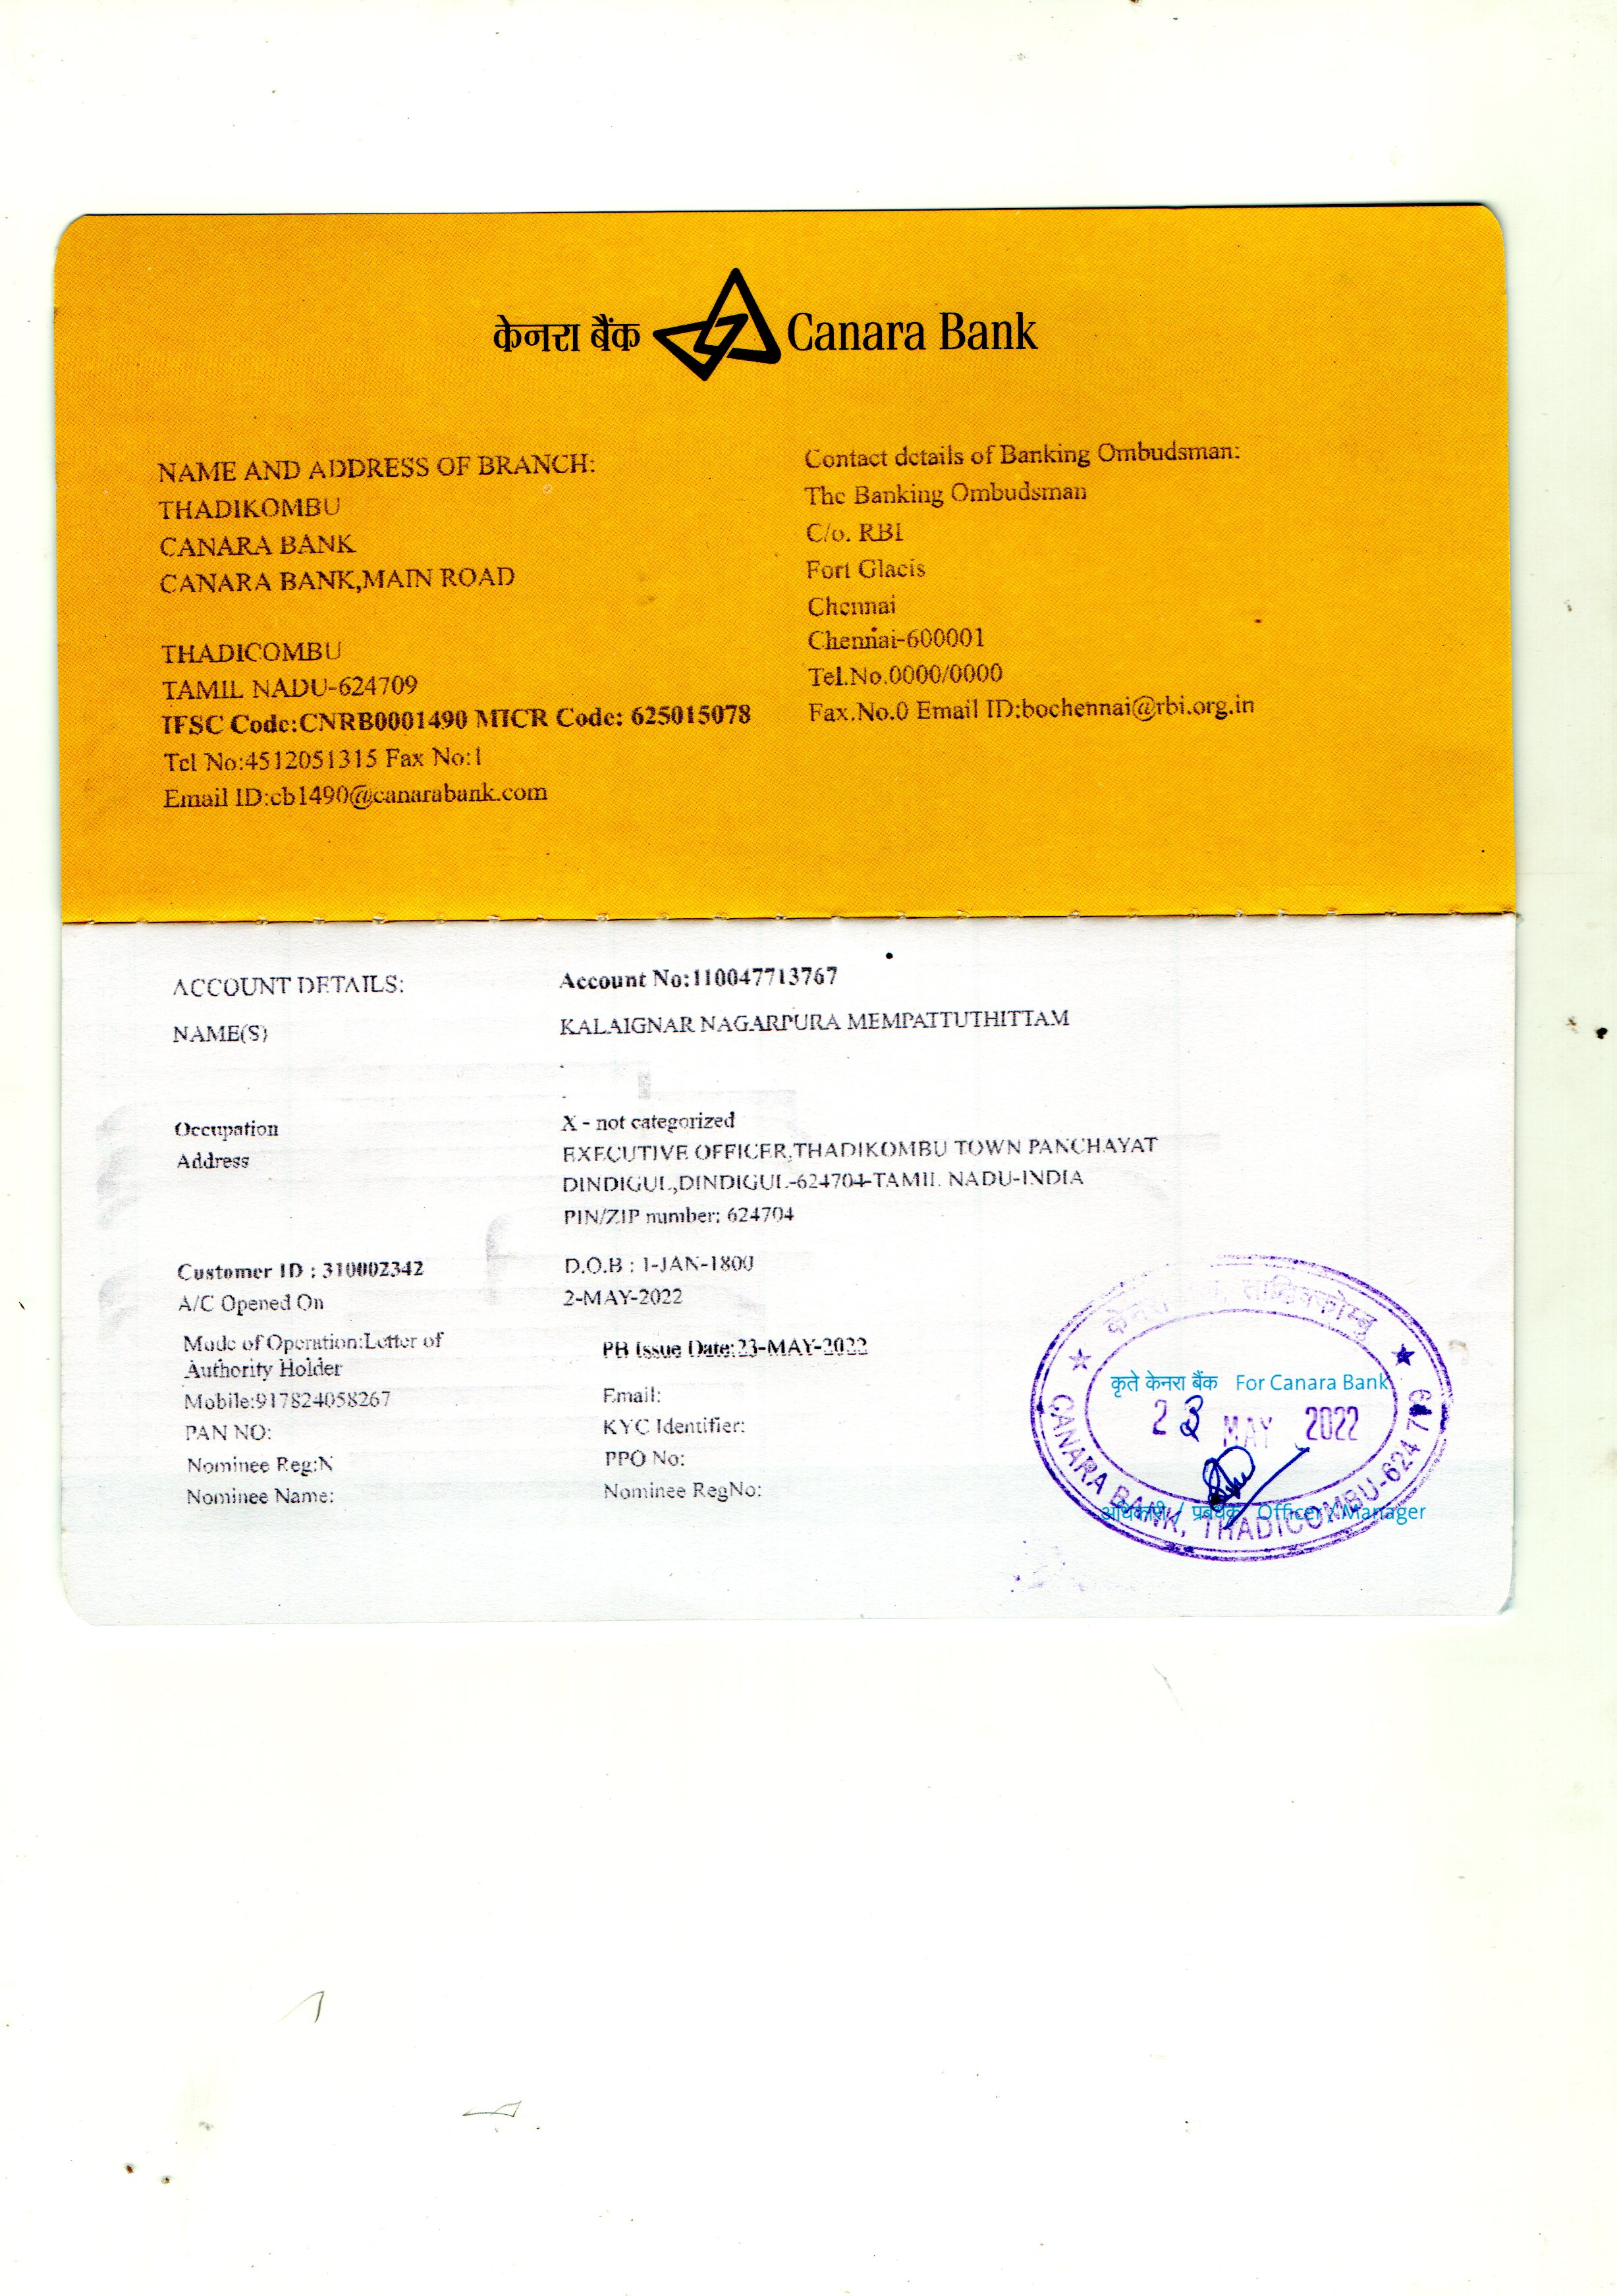 केनरा बैंक Canara Bank
NAME AND ADDRESS OF BRANCH:
THADIKOMBU
CANARA BANK
CANARA BANK,MAIN ROAD
THADICOMBU
TAMIL NADU-624709
IFSC Code:CNRB0001490 MICR Code: 625015078
Tel No:4512051315 Fax No:1
Email ID:cb1490@canarabank.com
Contact details of Banking Ombudsman:
The Banking Ombudsman
C/o. RBI
Fort Glacis
Chennai
Chennai-600001
Tel.No.0000/0000
Fax.No.0 Email ID:bochennai@rbi.org.in
ACCOUNT DETAILS: Account No:110047713767
NAME(S) KALAIGNAR NAGARPURA MEMPATTUTHITTAM
Occupation X - not categorized
Address EXECUTIVE OFFICER,THADIKOMBU TOWN PANCHAYAT
DINDIGUL,DINDIGUL-624704-TAMIL NADU-INDIA
PIN/ZIP number: 624704
Customer ID : 310002342 D.O.B : 1-JAN-1800
A/C Opened On 2-MAY-2022
Mode of Operation:Letter of
Authority Holder
PB Issue Date:23-MAY-2022
Mobile:917824058267 Email:
PAN NO: KYC Identifier:
Nominee Reg:N PPO No:
Nominee Name: Nominee RegNo:
कृते केनरा बैंक For Canara Bank
23 MAY 2022
अधिकारी / प्रबंधक Officer / Manager
CANARA BANK, THADICOMBU-624 709